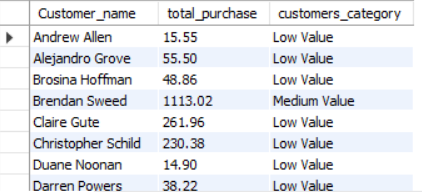 Customer_name total_purchase customers_category
Andrew Allen 15.55 Low Value
Alejandro Grove 55.50 Low Value
Brosina Hoffman 48.86 Low Value
Brendan Sweed 1113.02 Medium Value
Claire Gute 261.96 Low Value
Christopher Schild 230.38 Low Value
Duane Noonan 14.90 Low Value
Darren Powers 38.22 Low Value